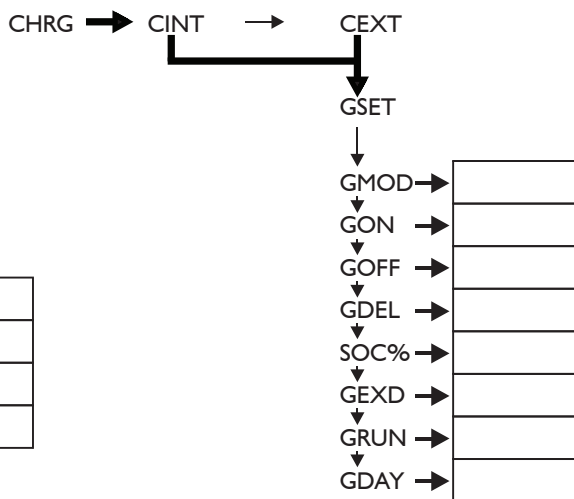 CHRG CINT CEXT
GSET
GMOD
GON
GOFF
GDEL
SOC%
GEXD
GRUN
GDAY